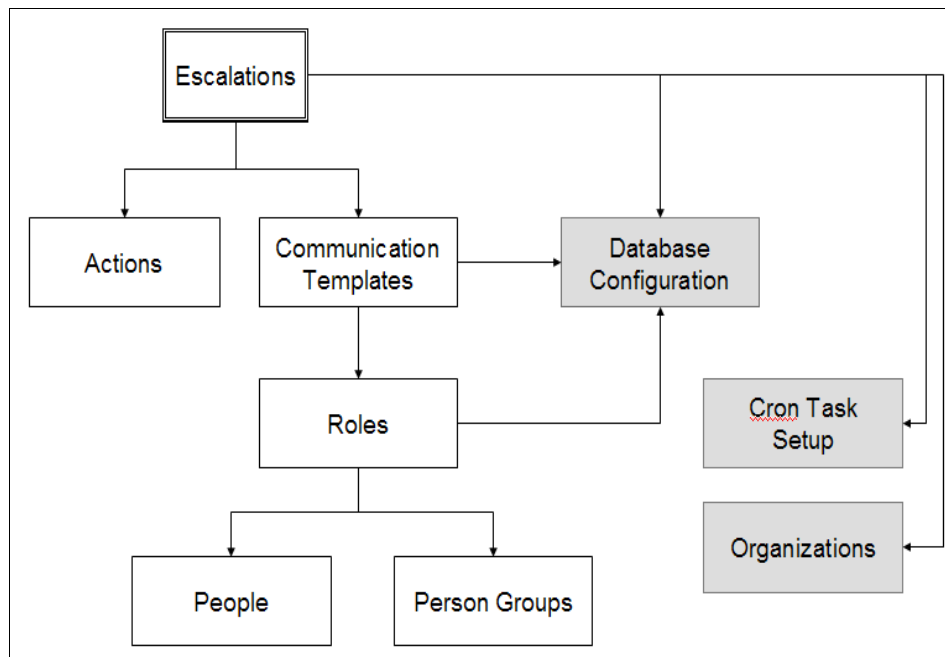 Escalations
Actions
Communication
Templates
Database
Configuration
Roles
Cron Task
Setup
Organizations
People
Person Groups